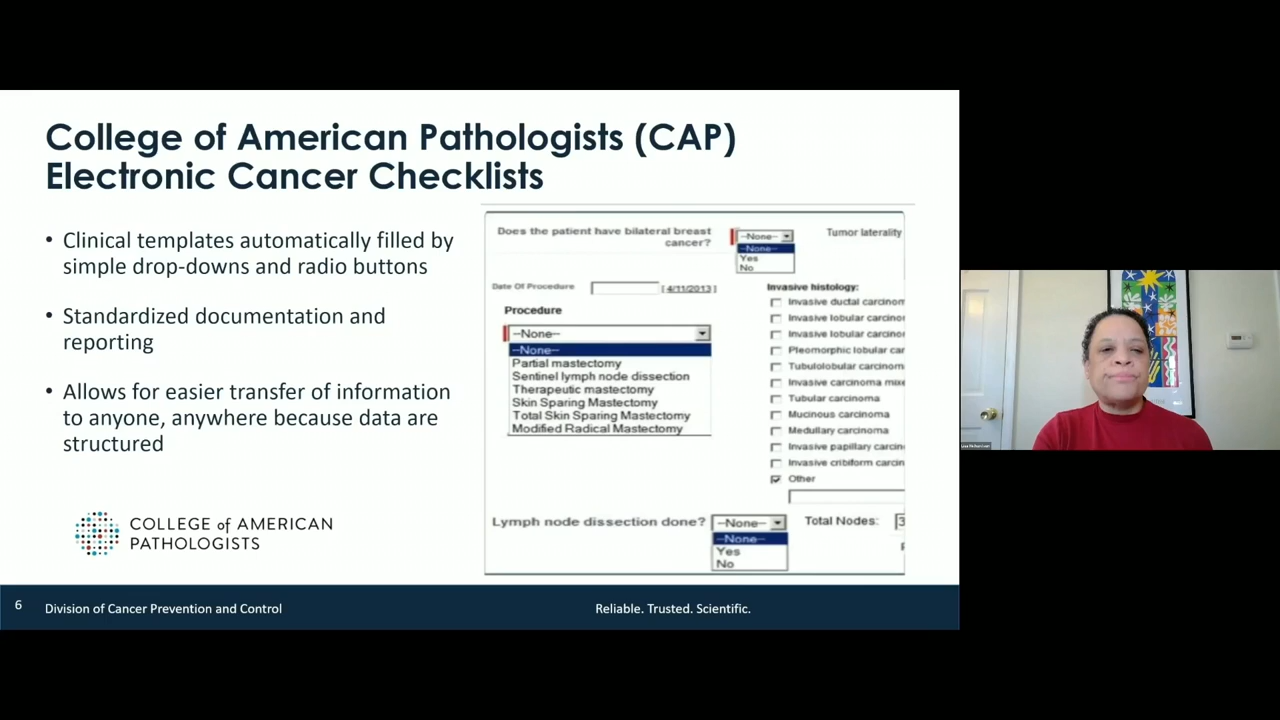 College of American Pathologists (CAP)
Electronic Cancer Checklists
• Clinical templates automatically filled by
simple drop-downs and radio buttons
• Standardized documentation and
reporting
• Allows for easier transfer of information
to anyone, anywhere because data are
structured
COLLEGE of AMERICAN
PATHOLOGISTS
Does the patient have bilateral breast
cancer?
--None--
--None--
Yes
No
Tumor laterality
Date Of Procedure
[ 4/11/2013 ]
Procedure
--None--
--None--
Partial mastectomy
Sentinel lymph node dissection
Therapeutic mastectomy
Skin Sparing Mastectomy
Total Skin Sparing Mastectomy
Modified Radical Mastectomy
Invasive histology:
Invasive ductal carcinom
Invasive lobular carcino
Invasive lobular carcino
Pleomorphic lobular car
Tubulolobular carcinom
Invasive carcinoma mixe
Tubular carcinoma
Mucinous carcinoma
Medullary carcinoma
Invasive papillary carcin
Invasive cribiform carcin
Other
Lymph node dissection done?
--None--
--None--
Yes
No
Total Nodes: 3
6
Division of Cancer Prevention and Control
Reliable. Trusted. Scientific.